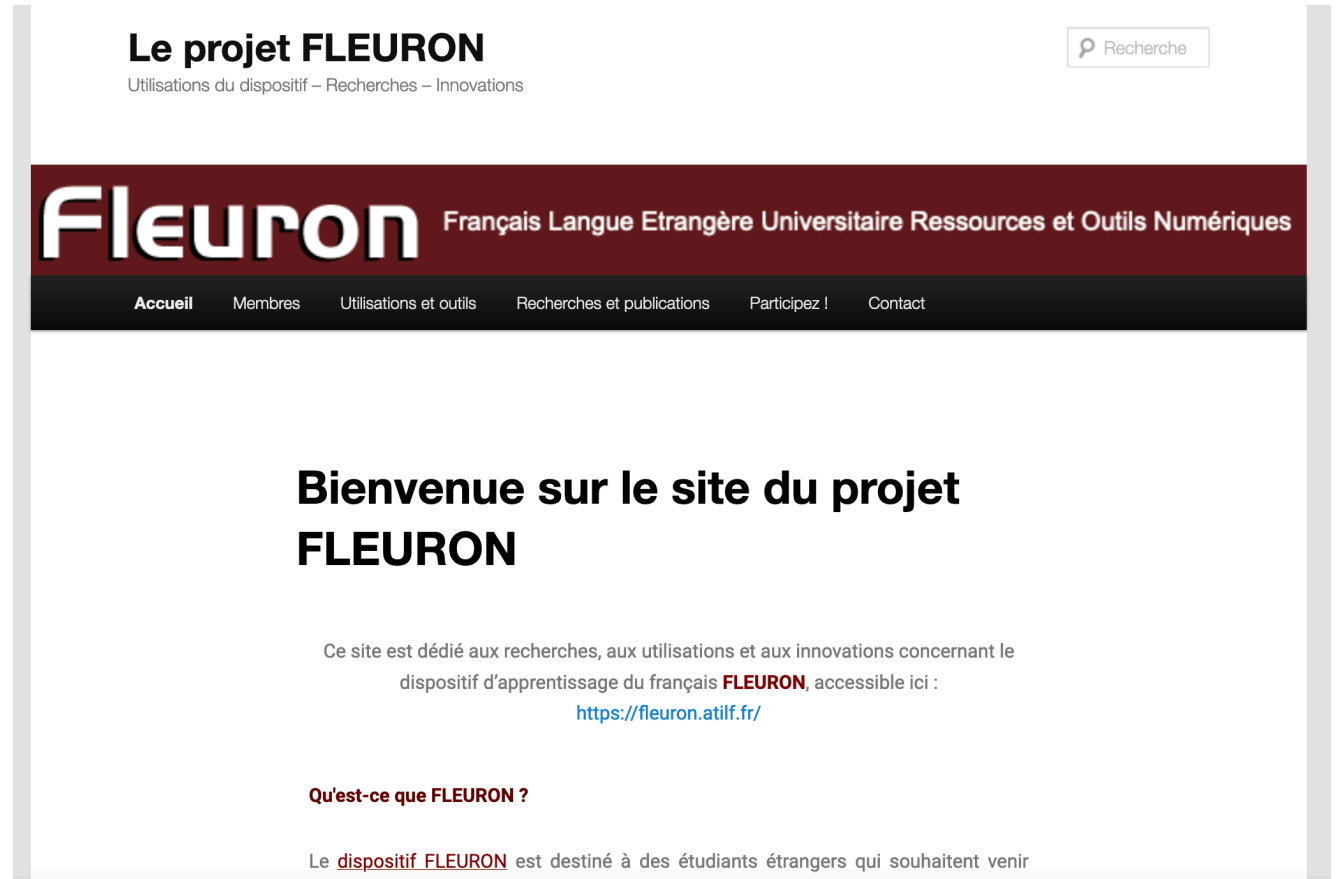 Le projet FLEURON
Utilisations du dispositif – Recherches – Innovations
Recherche
Fleuron Français Langue Etrangère Universitaire Ressources et Outils Numériques
Accueil Membres Utilisations et outils Recherches et publications Participez ! Contact
Bienvenue sur le site du projet
FLEURON
Ce site est dédié aux recherches, aux utilisations et aux innovations concernant le
dispositif d’apprentissage du français FLEURON, accessible ici :
https://fleuron.atilf.fr/
Qu'est-ce que FLEURON ?
Le dispositif FLEURON est destiné à des étudiants étrangers qui souhaitent venir